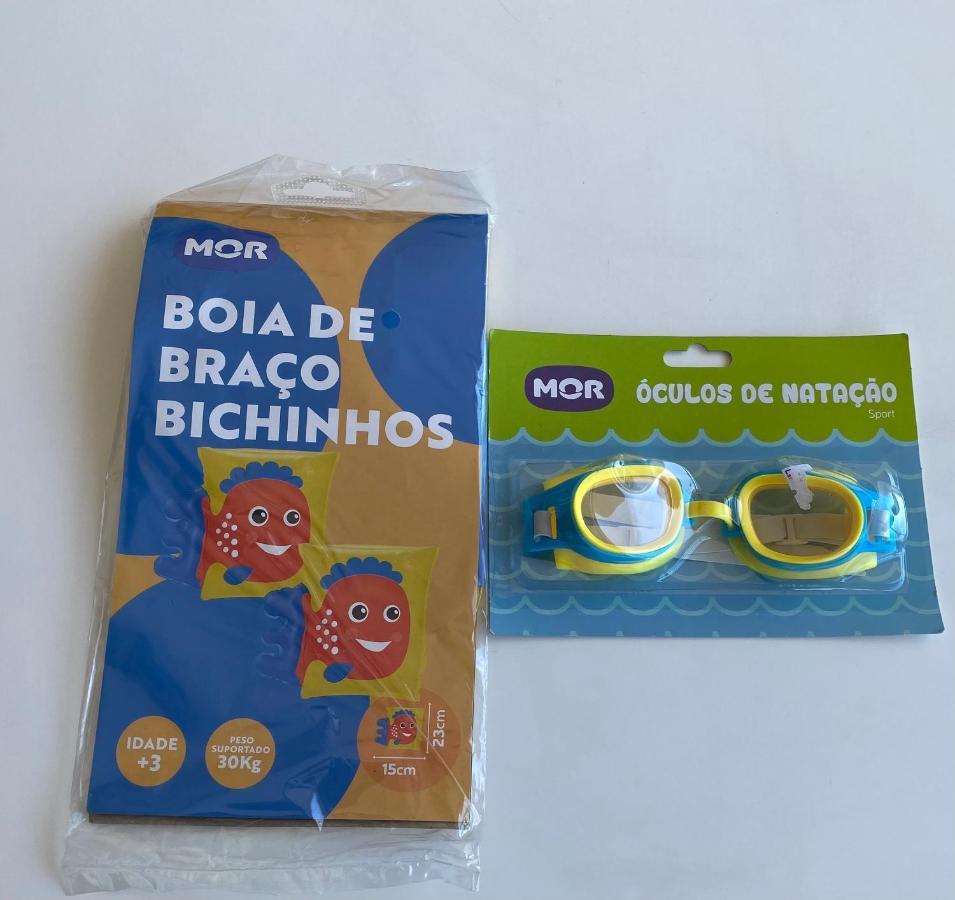 MOR
BOIA DE
BRAÇO
BICHINHOS
IDADE
+3
PESO
SUPORTADO
30Kg
23cm
15cm
MOR
ÓCULOS DE NATAÇÃO
Sport